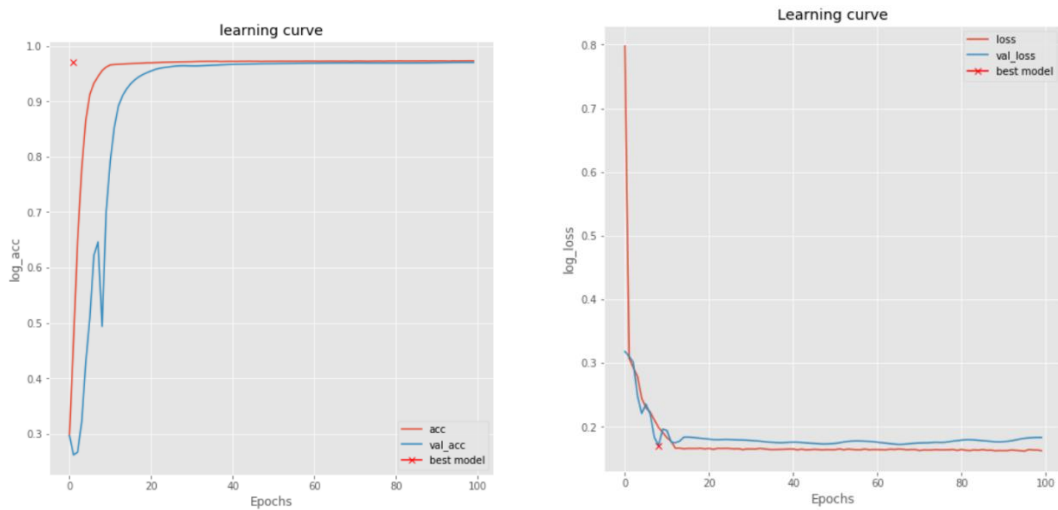 learning curve
log_acc
1.0
0.9
0.8
0.7
0.6
0.5
0.4
0.3
0
20
40
60
80
100
Epochs
acc
val_acc
best model
Learning curve
log_loss
0.8
0.7
0.6
0.5
0.4
0.3
0.2
0
20
40
60
80
100
Epochs
loss
val_loss
best model